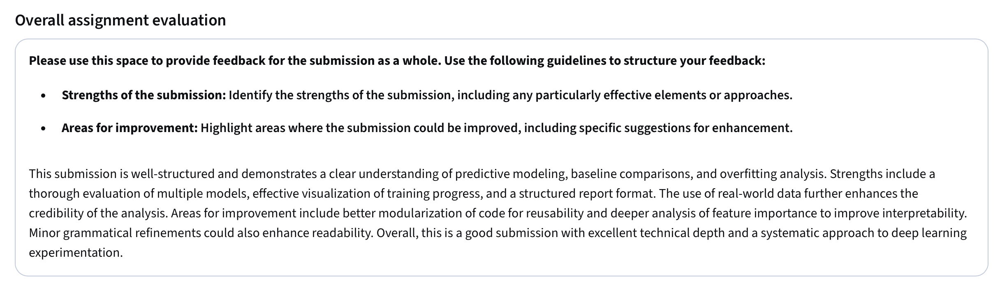 Overall assignment evaluation
Please use this space to provide feedback for the submission as a whole. Use the following guidelines to structure your feedback:
• Strengths of the submission: Identify the strengths of the submission, including any particularly effective elements or approaches.
• Areas for improvement: Highlight areas where the submission could be improved, including specific suggestions for enhancement.
This submission is well-structured and demonstrates a clear understanding of predictive modeling, baseline comparisons, and overfitting analysis. Strengths include a
thorough evaluation of multiple models, effective visualization of training progress, and a structured report format. The use of real-world data further enhances the
credibility of the analysis. Areas for improvement include better modularization of code for reusability and deeper analysis of feature importance to improve interpretability.
Minor grammatical refinements could also enhance readability. Overall, this is a good submission with excellent technical depth and a systematic approach to deep learning
experimentation.